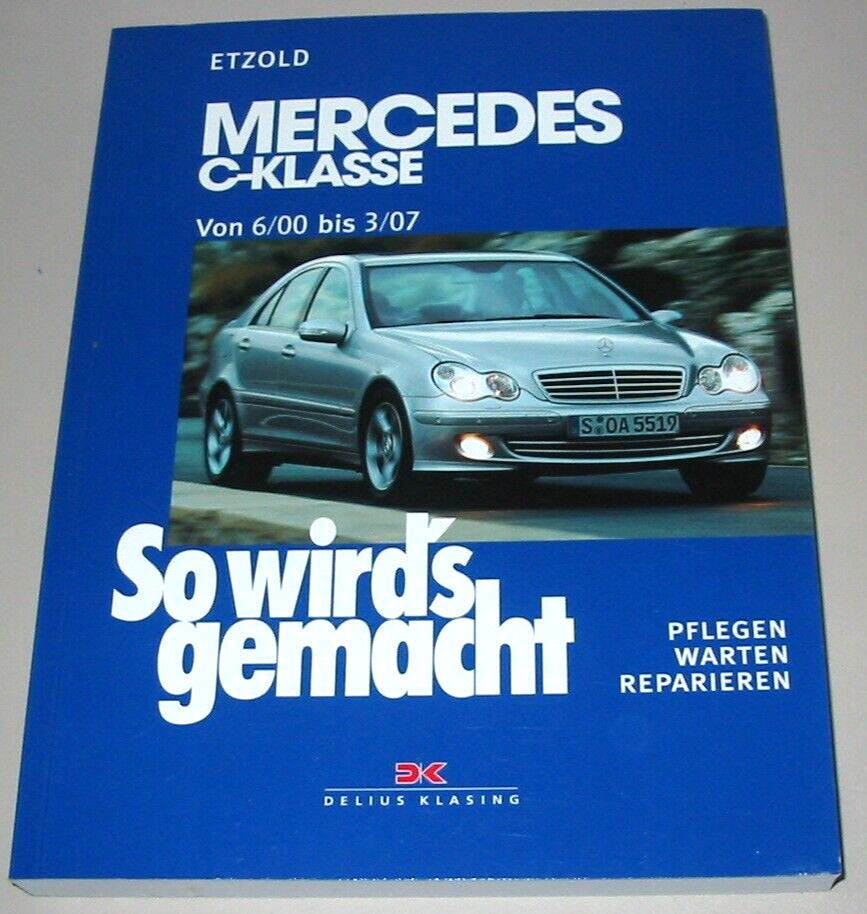 ETZOLD
MERCEDES
C-KLASSE
Von 6/00 bis 3/07
S OA 5519
So wird's
gemacht
PFLEGEN
WARTEN
REPARIEREN
DK
DELIUS KLASING